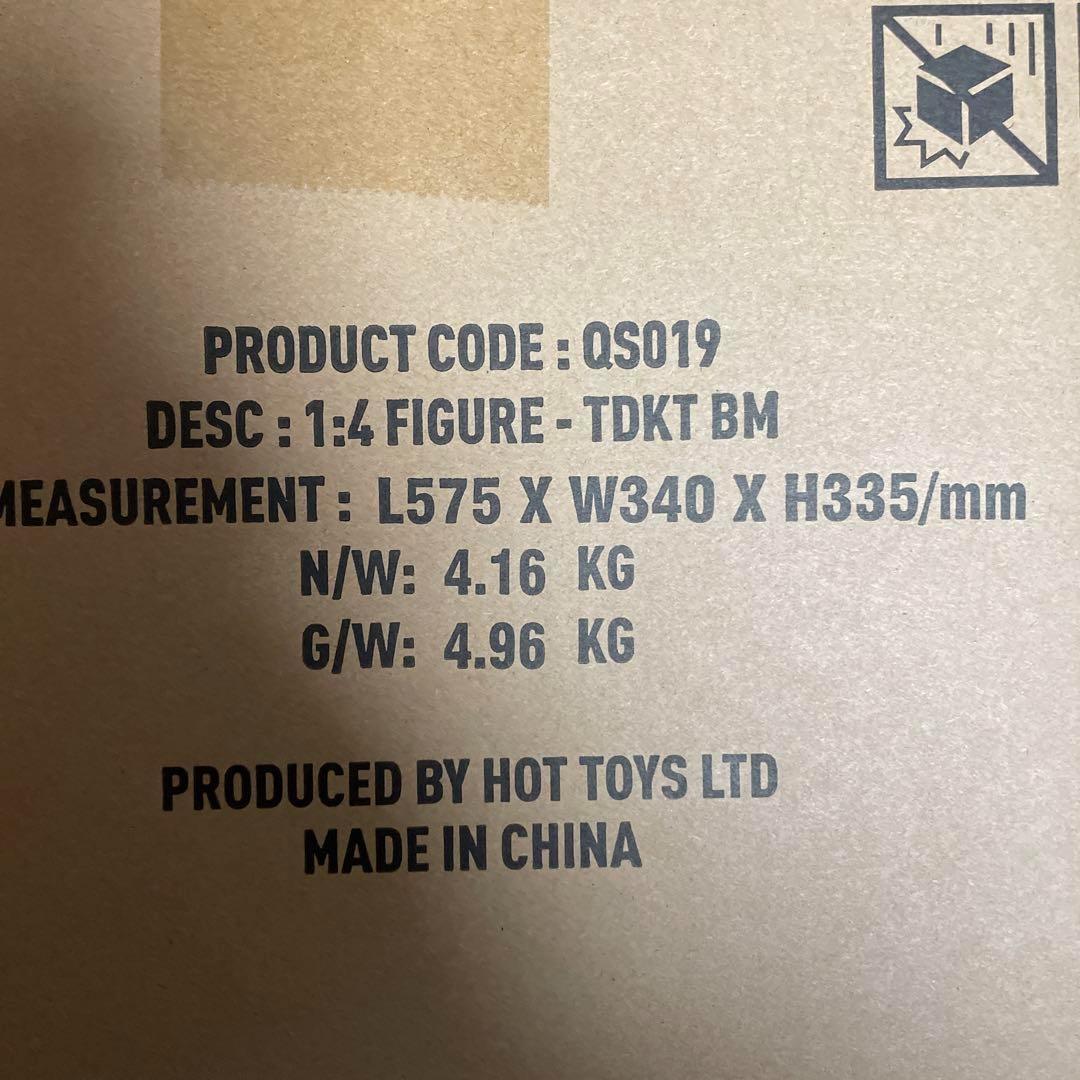 PRODUCT CODE : QS019
DESC : 1:4 FIGURE - TDKT BM
MEASUREMENT : L575 X W340 X H335/mm
N/W: 4.16 KG
G/W: 4.96 KG
PRODUCED BY HOT TOYS LTD
MADE IN CHINA